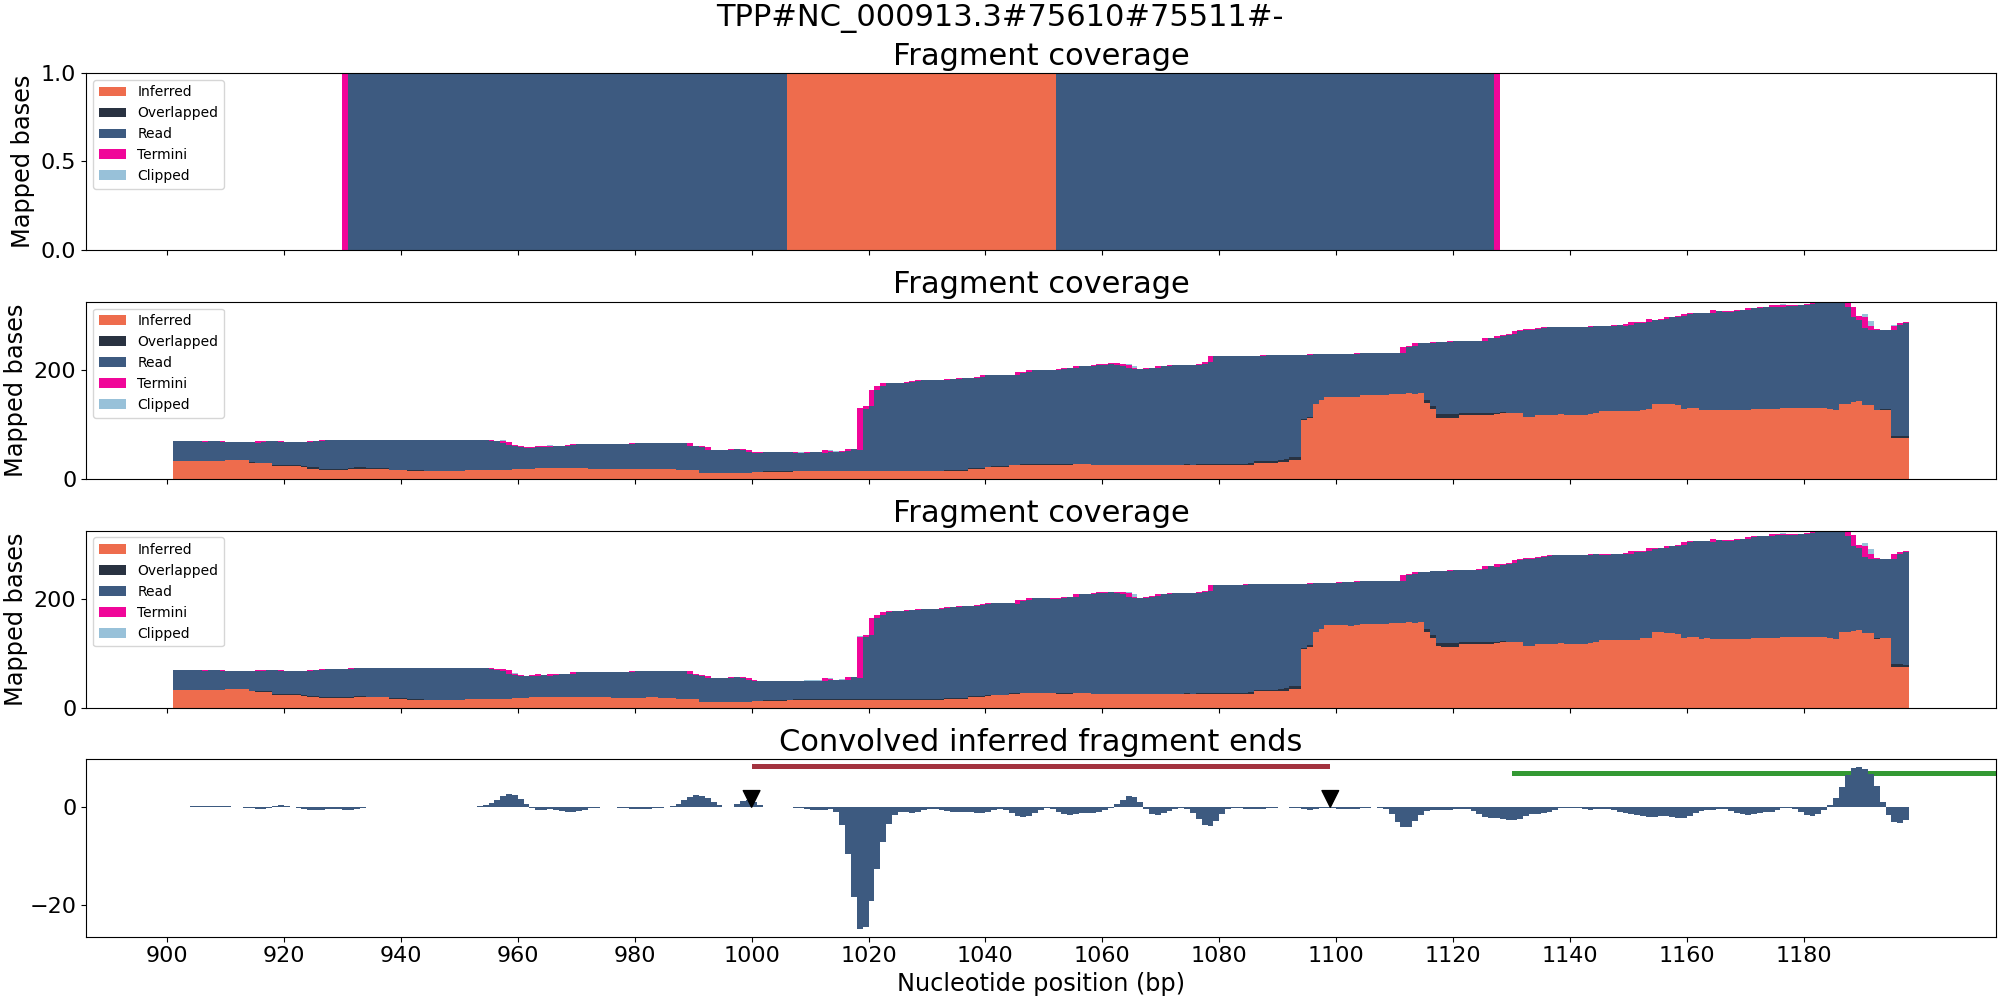 TPP#NC_000913.3#75610#75511#-
Fragment coverage
Mapped bases
1.0
0.5
0.0
Inferred
Overlapped
Read
Termini
Clipped
Fragment coverage
Mapped bases
200
0
Inferred
Overlapped
Read
Termini
Clipped
Fragment coverage
Mapped bases
200
0
Inferred
Overlapped
Read
Termini
Clipped
Convolved inferred fragment ends
0
−20
900 920 940 960 980 1000 1020 1040 1060 1080 1100 1120 1140 1160 1180
Nucleotide position (bp)